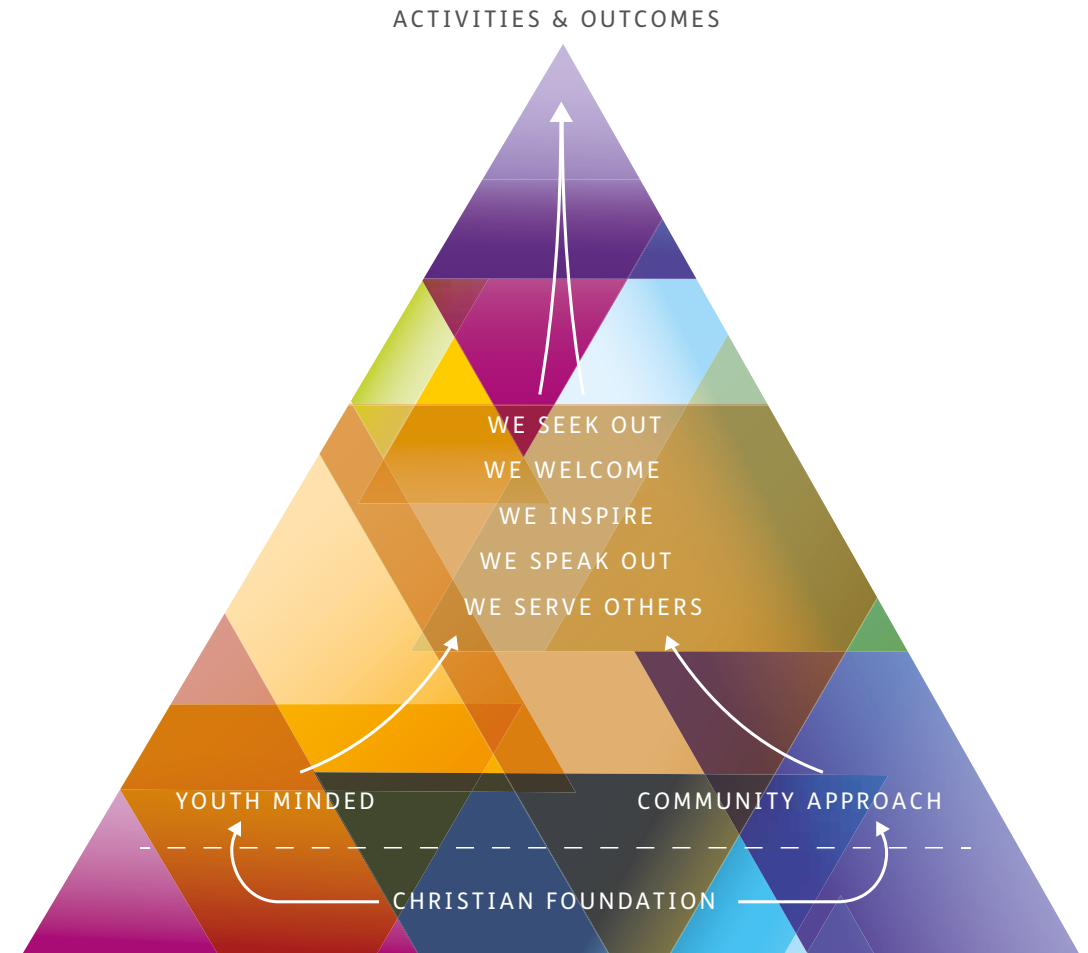 ACTIVITIES & OUTCOMES
WE SEEK OUT
WE WELCOME
WE INSPIRE
WE SPEAK OUT
WE SERVE OTHERS
YOUTH MINDED
COMMUNITY APPROACH
CHRISTIAN FOUNDATION